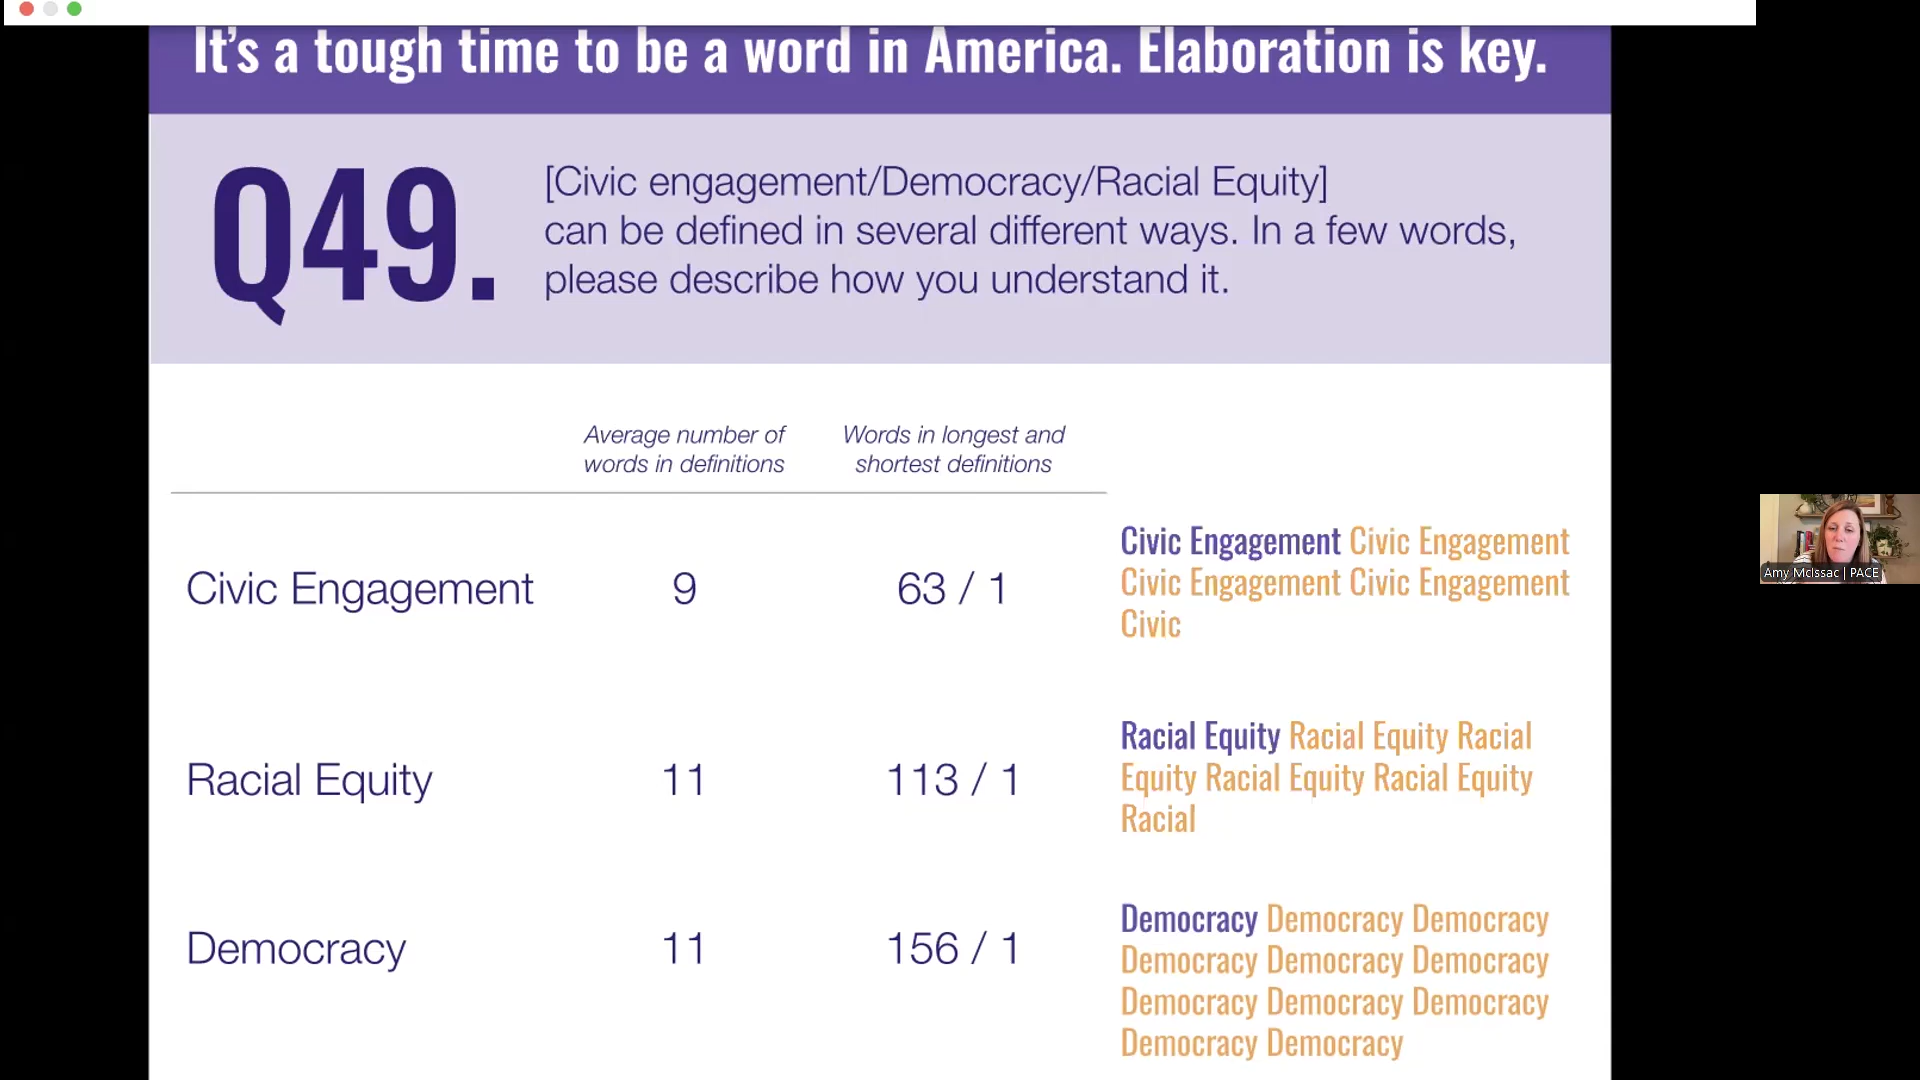 It's a tough time to be a word in America. Elaboration is key.
Q49.
[Civic engagement/Democracy/Racial Equity]
can be defined in several different ways. In a few words,
please describe how you understand it.
Average number of
words in definitions
Words in longest and
shortest definitions
Civic Engagement
9
63 / 1
Civic Engagement Civic Engagement
Civic Engagement Civic Engagement
Civic
Racial Equity
11
113 / 1
Racial Equity Racial Equity Racial
Equity Racial Equity Racial Equity
Racial
Democracy
11
156 / 1
Democracy Democracy Democracy
Democracy Democracy Democracy
Democracy Democracy Democracy
Democracy Democracy
Amy McIssac | PACE